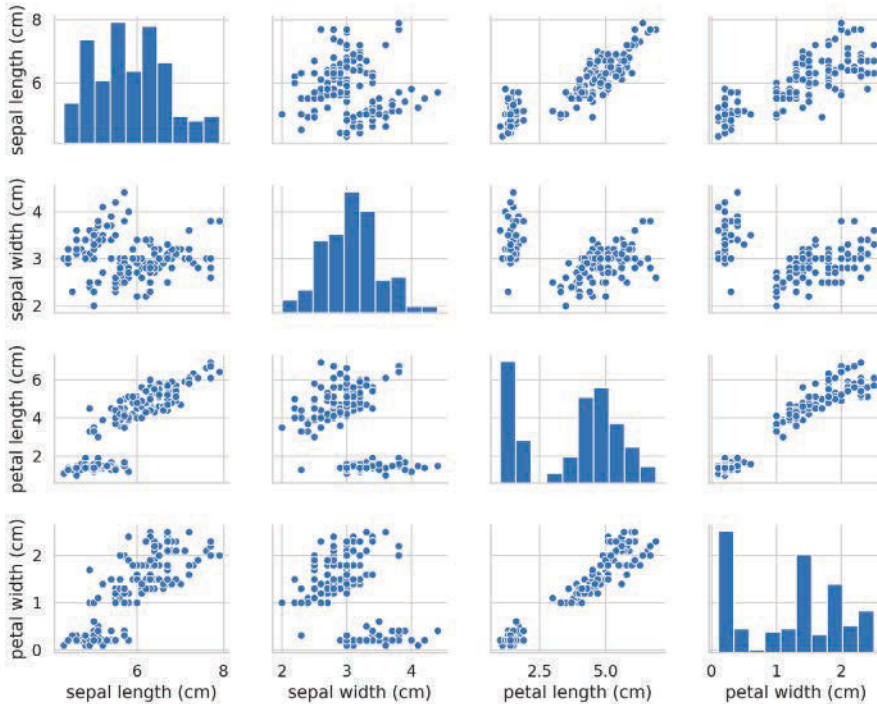 sepal length (cm)
8
6
sepal width (cm)
4
3
2
petal length (cm)
6
4
2
petal width (cm)
2
1
0
6
8
2
3
4
2.5
5.0
0
1
2
sepal length (cm)
sepal width (cm)
petal length (cm)
petal width (cm)